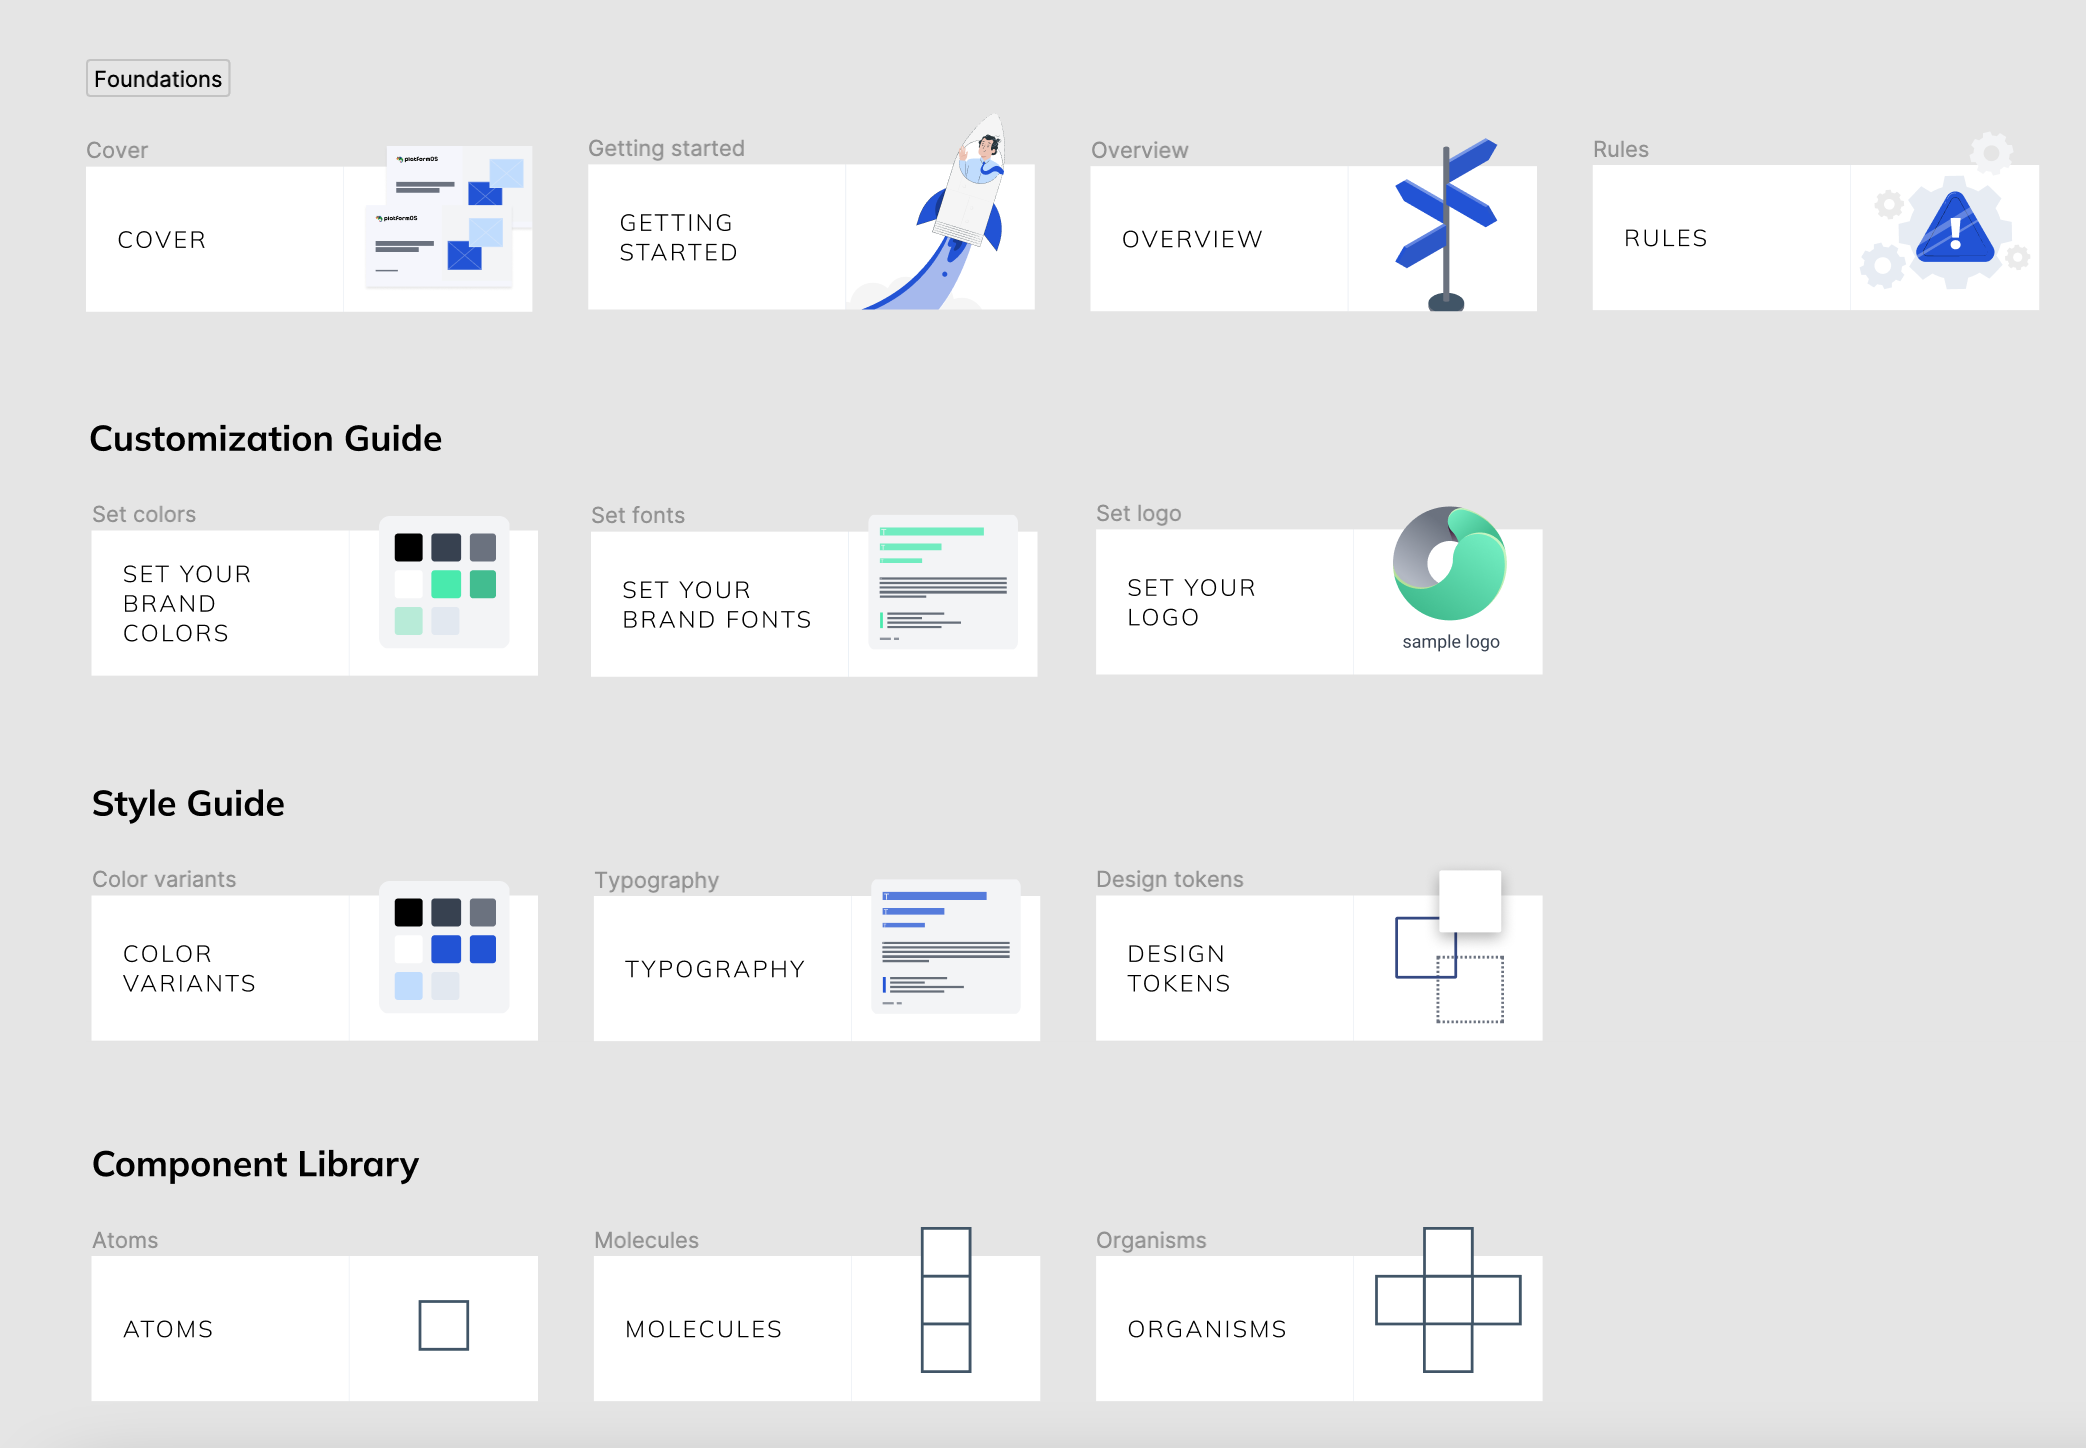 Foundations
Cover
COVER
platformOS
platformOS
Getting started
GETTING
STARTED
Overview
OVERVIEW
Rules
RULES
!
Customization Guide
Set colors
SET YOUR
BRAND
COLORS
Set fonts
SET YOUR
BRAND FONTS
Set logo
SET YOUR
LOGO
sample logo
Style Guide
Color variants
COLOR
VARIANTS
Typography
TYPOGRAPHY
Design tokens
DESIGN
TOKENS
Component Library
Atoms
ATOMS
Molecules
MOLECULES
Organisms
ORGANISMS